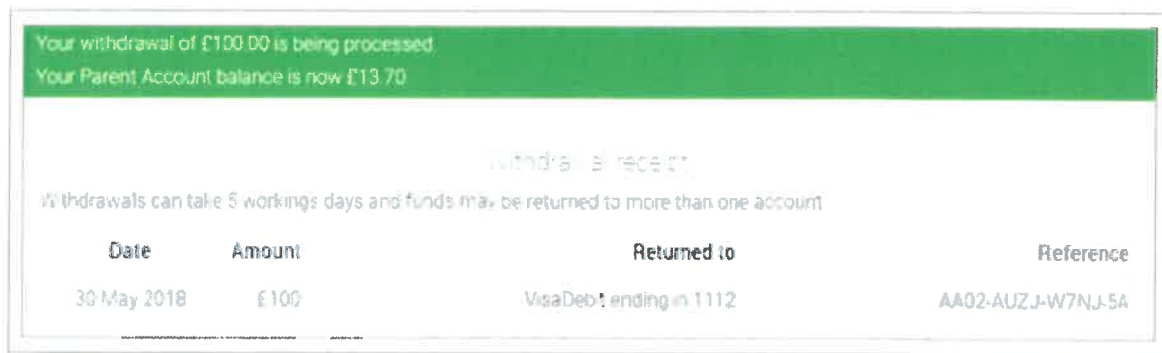 Your withdrawal of £100.00 is being processed
Your Parent Account balance is now £13.70
Withdrawal receipt
Withdrawals can take 5 workings days and funds may be returned to more than one account
Date Amount Returned to Reference
30 May 2018 £100 VisaDebit ending in 1112 AA02-AUZJ-W7NJ-5A